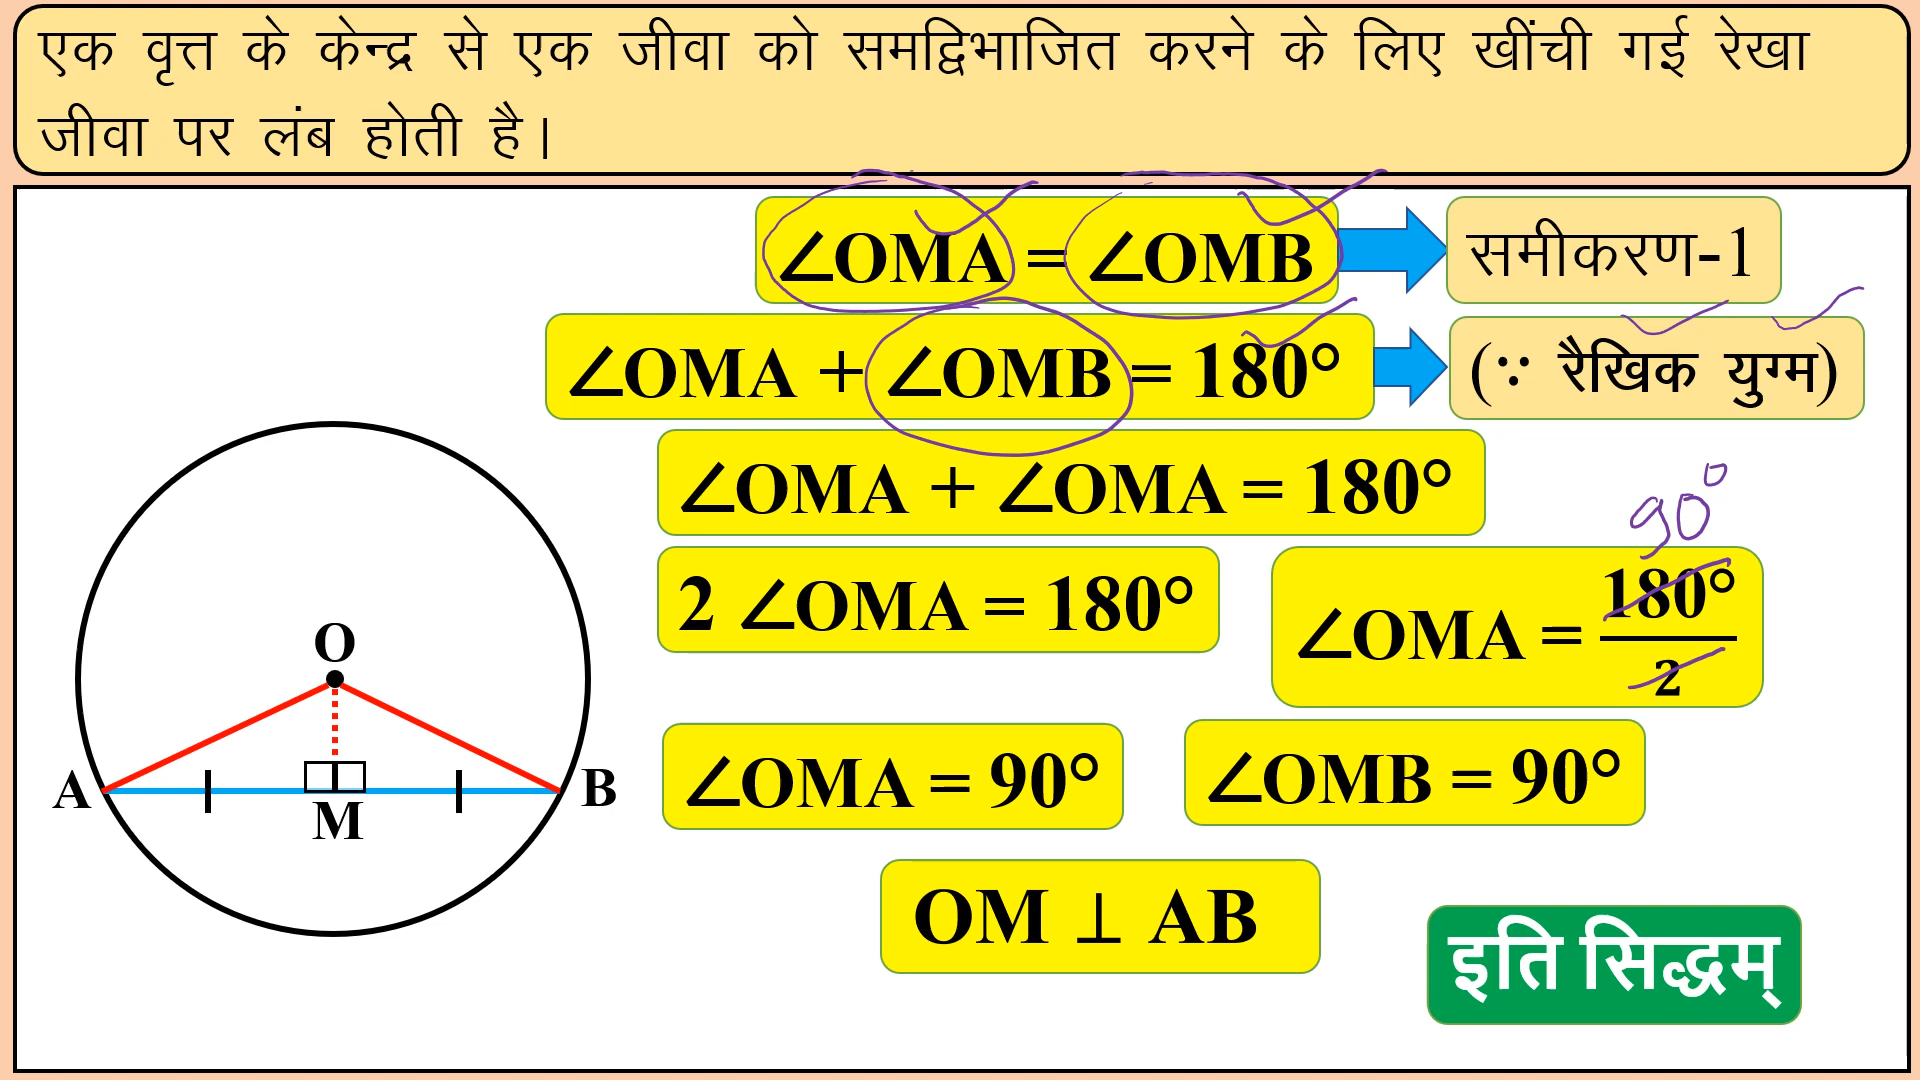 एक वृत्त के केन्द्र से एक जीवा को समद्विभाजित करने के लिए खींची गई रेखा
जीवा पर लंब होती है।
∠OMA = ∠OMB
समीकरण-1
∠OMA + ∠OMB = 180°
(∵ रैखिक युग्म)
∠OMA + ∠OMA = 180°
90°
2 ∠OMA = 180°
∠OMA = 180°/2
∠OMA = 90°
∠OMB = 90°
OM ⊥ AB
इति सिद्धम्
O
A
B
M